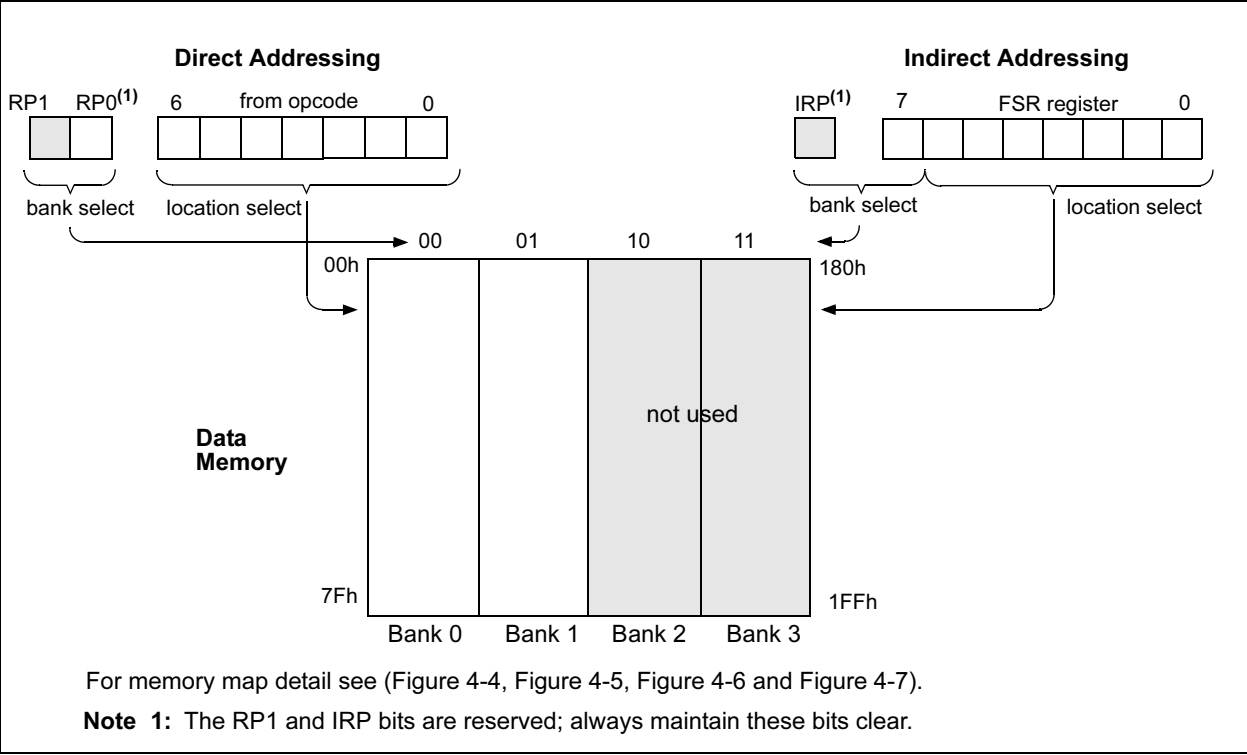 Direct Addressing
Indirect Addressing
RP1 RP0(1) 6 from opcode 0
IRP(1) 7 FSR register 0
bank select location select
bank select location select
00 01 10 11
00h
180h
not used
Data
Memory
7Fh
1FFh
Bank 0 Bank 1 Bank 2 Bank 3
For memory map detail see (Figure 4-4, Figure 4-5, Figure 4-6 and Figure 4-7).
Note 1: The RP1 and IRP bits are reserved; always maintain these bits clear.